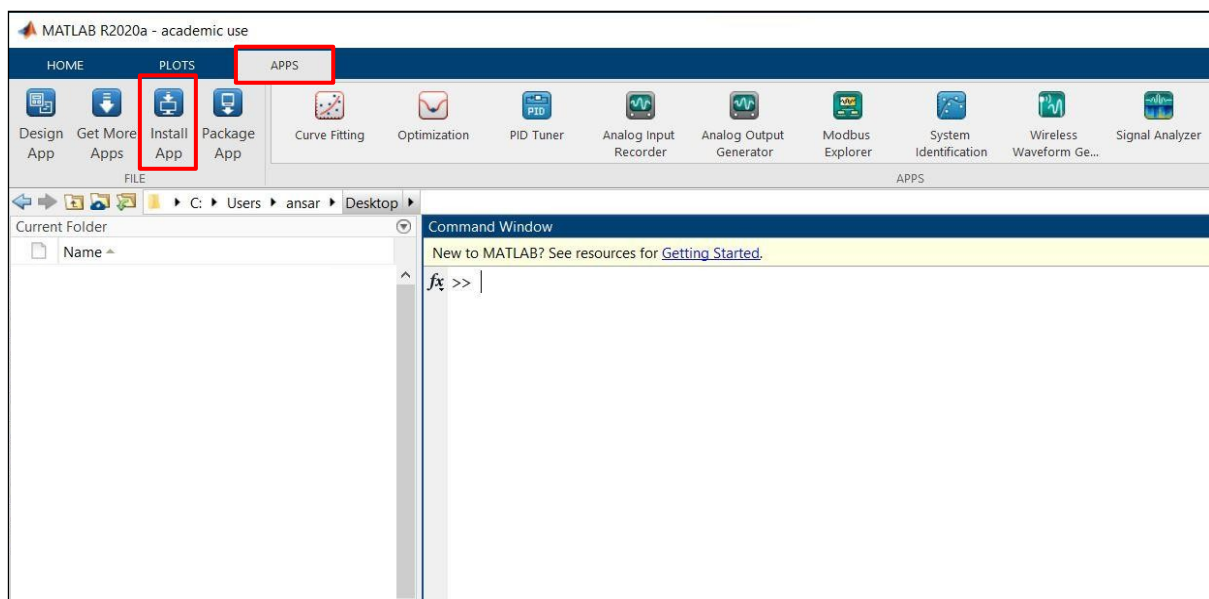 MATLAB R2020a - academic use
HOME PLOTS APPS
Design App
Get More Apps
Install App
Package App
Curve Fitting
Optimization
PID Tuner
Analog Input Recorder
Analog Output Generator
Modbus Explorer
System Identification
Wireless Waveform Ge...
Signal Analyzer
FILE APPS
C: Users ansar Desktop
Current Folder
Name
Command Window
New to MATLAB? See resources for Getting Started.
fx >>